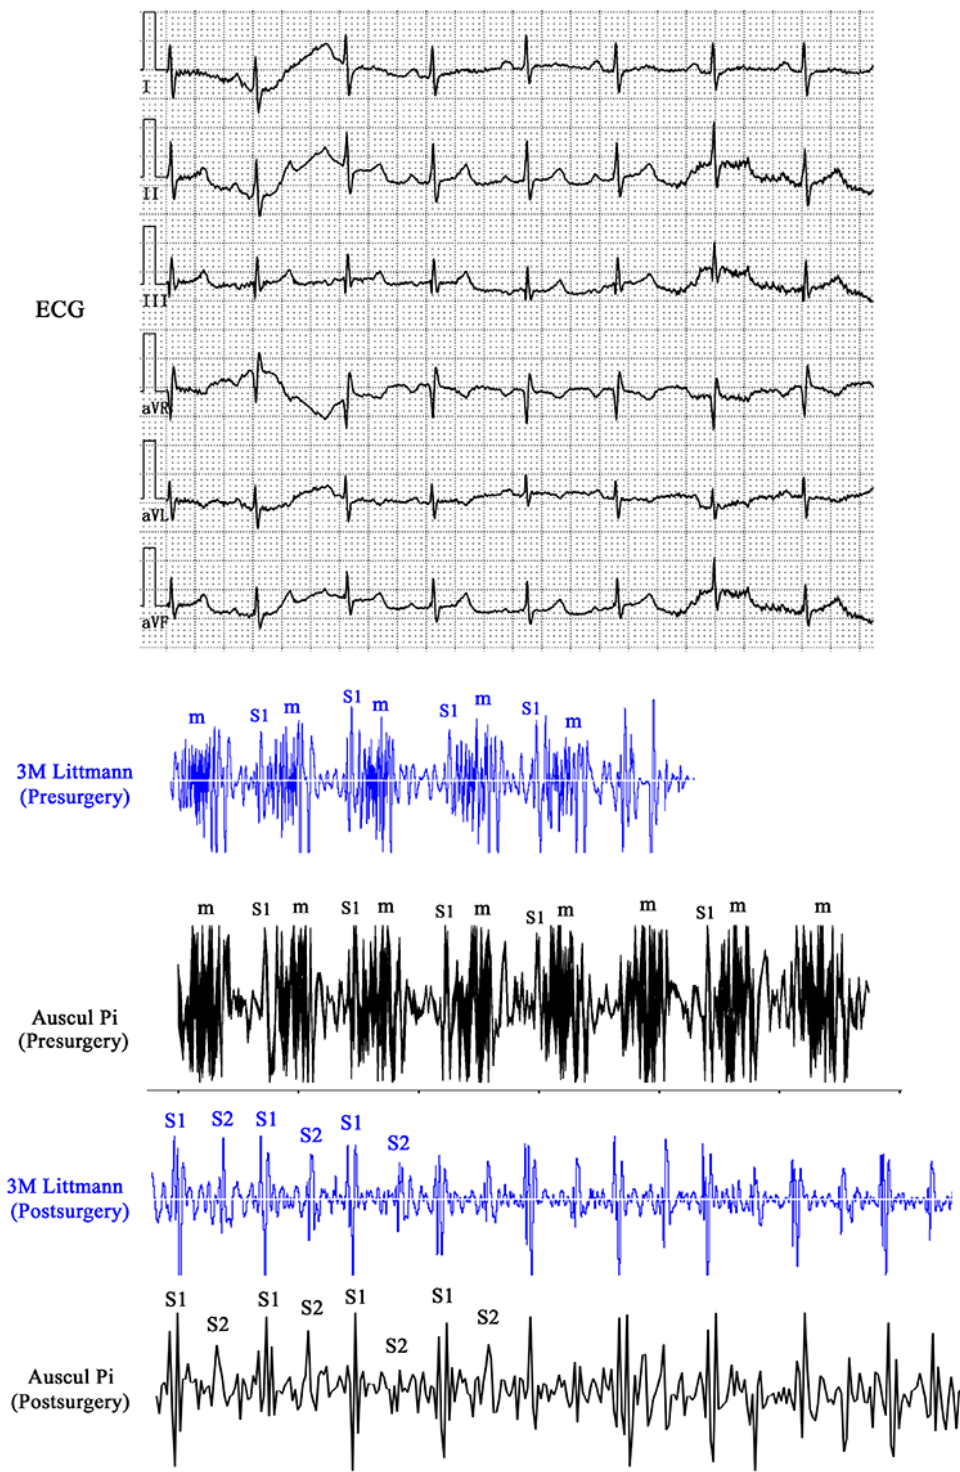 I
II
III
ECG
aVR
aVL
aVF
m S1 m S1 m S1 m S1 m
3M Littmann
(Presurgery)
m S1 m S1 m S1 m S1 m m S1 m m
Auscul Pi
(Presurgery)
S1 S2 S1 S2 S1 S2
3M Littmann
(Postsurgery)
S1 S2 S1 S2 S1 S2 S1 S2
Auscul Pi
(Postsurgery)